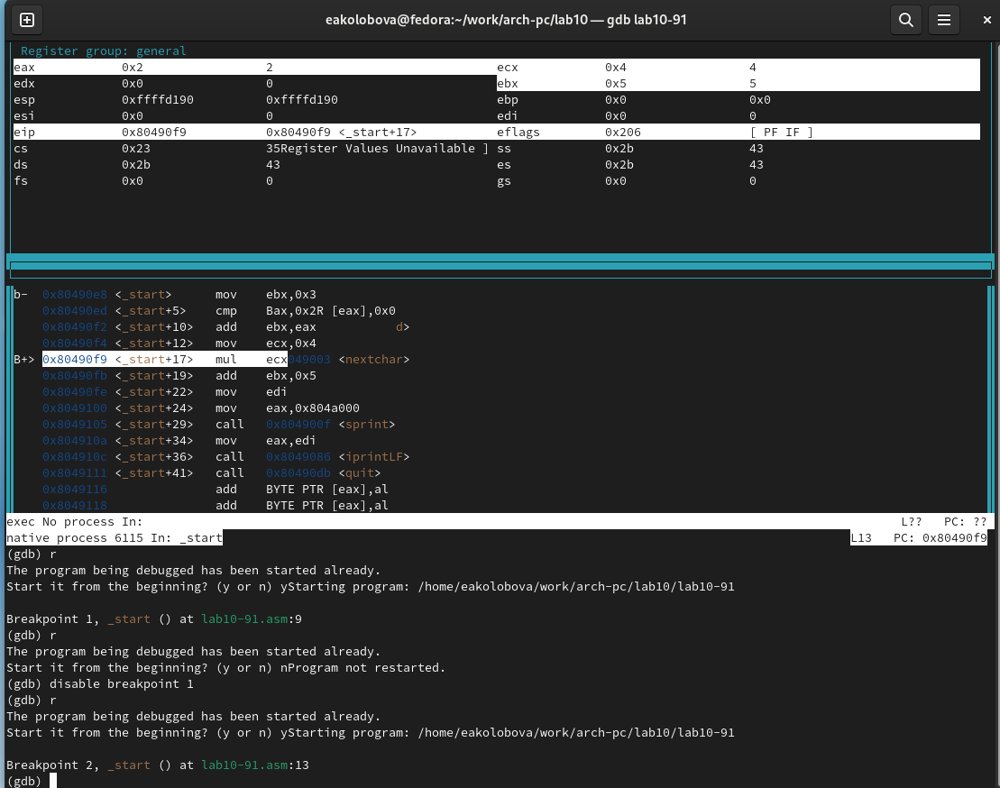 eakolobova@fedora:~/work/arch-pc/lab10 — gdb lab10-91
Register group: general
eax 0x2 2 ecx 0x4 4
edx 0x0 0 ebx 0x5 5
esp 0xffffd190 0xffffd190 ebp 0x0 0x0
esi 0x0 0 edi 0x0 0
eip 0x80490f9 0x80490f9 <_start+17> eflags 0x206 [ PF IF ]
cs 0x23 35Register Values Unavailable ] ss 0x2b 43
ds 0x2b 43 es 0x2b 43
fs 0x0 0 gs 0x0 0
b- 0x80490e8 <_start> mov ebx,0x3
0x80490ed <_start+5> cmp Bax,0x2R [eax],0x0
0x80490f2 <_start+10> add ebx,eax d>
0x80490f4 <_start+12> mov ecx,0x4
B+> 0x80490f9 <_start+17> mul ecx049003 <nextchar>
0x80490fb <_start+19> add ebx,0x5
0x80490fe <_start+22> mov edi
0x8049100 <_start+24> mov eax,0x804a000
0x8049105 <_start+29> call 0x804900f <sprint>
0x804910a <_start+34> mov eax,edi
0x804910c <_start+36> call 0x8049086 <iprintLF>
0x8049111 <_start+41> call 0x80490db <quit>
0x8049116 add BYTE PTR [eax],al
0x8049118 add BYTE PTR [eax],al
exec No process In: L?? PC: ??
native process 6115 In: _start L13 PC: 0x80490f9
(gdb) r
The program being debugged has been started already.
Start it from the beginning? (y or n) yStarting program: /home/eakolobova/work/arch-pc/lab10/lab10-91
Breakpoint 1, _start () at lab10-91.asm:9
(gdb) r
The program being debugged has been started already.
Start it from the beginning? (y or n) nProgram not restarted.
(gdb) disable breakpoint 1
(gdb) r
The program being debugged has been started already.
Start it from the beginning? (y or n) yStarting program: /home/eakolobova/work/arch-pc/lab10/lab10-91
Breakpoint 2, _start () at lab10-91.asm:13
(gdb)